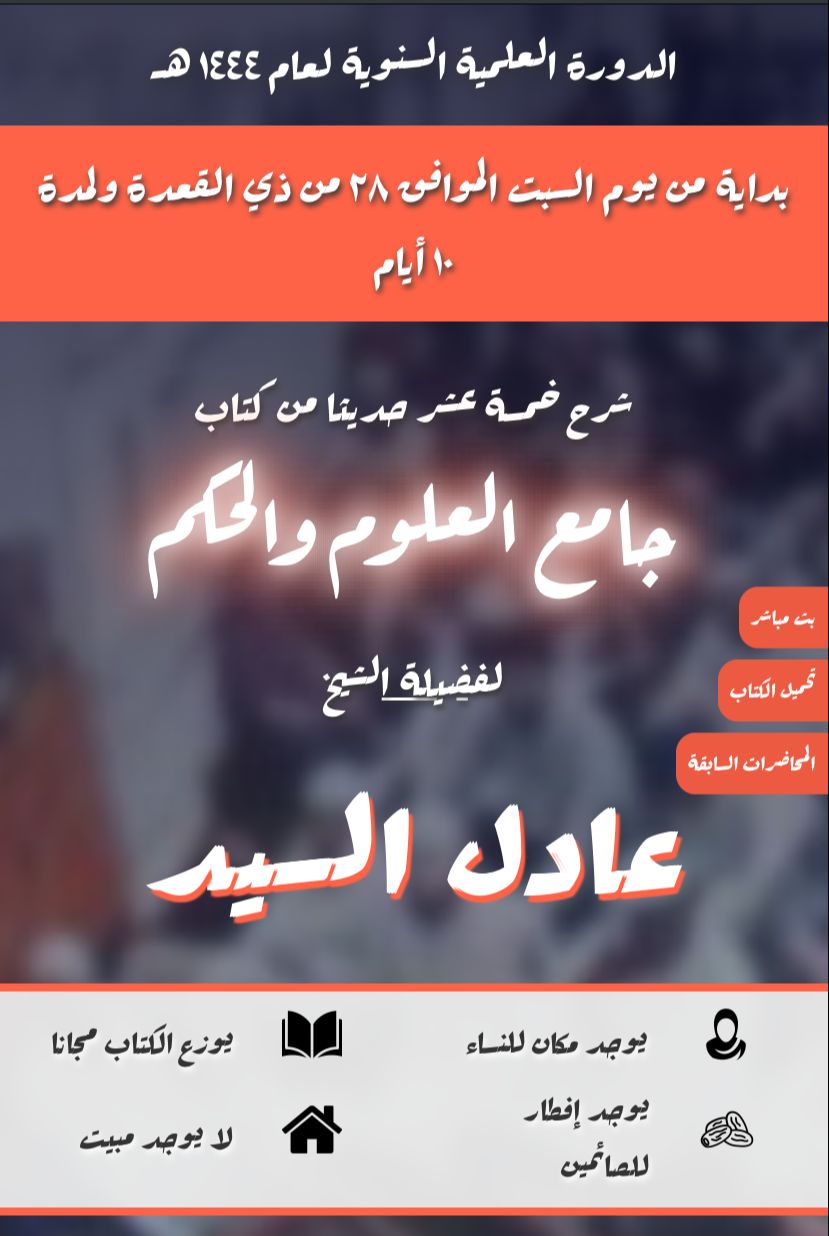 الدورة العلمية السنوية لعام ١٤٤٤ هـ
بداية من يوم السبت الموافق ٢٨ من ذي القعدة ولمدة
١٠ أيام
شرح خمسة عشر حديثا من كتاب
جامع العلوم والحكم
بث مباشر
لفضيلة الشيخ
تحميل الكتاب
المحاضرات السابقة
عادل السيد
يوجد مكان للنساء
يوزع الكتاب مجانا
يوجد إفطار
للصائمين
لا يوجد مبيت